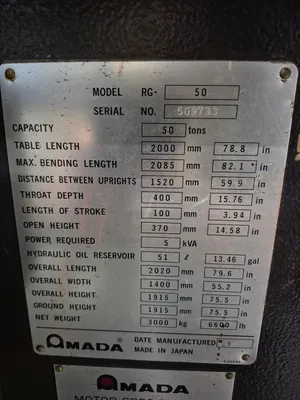 MODEL RG- 50
SERIAL NO. 509733
CAPACITY 50 tons
TABLE LENGTH 2000 mm 78.8 in
MAX. BENDING LENGTH 2085 mm 82.1 in
DISTANCE BETWEEN UPRIGHTS 1520 mm 59.9 in
THROAT DEPTH 400 mm 15.76 in
LENGTH OF STROKE 100 mm 3.94 in
OPEN HEIGHT 370 mm 14.58 in
POWER REQUIRED 5 kVA
HYDRAULIC OIL RESERVOIR 51 ℓ 13.46 gal
OVERALL LENGTH 2020 mm 79.6 in
OVERALL WIDTH 1400 mm 55.2 in
OVERALL HEIGHT 1915 mm 75.5 in
GROUND HEIGHT 1915 mm 75.5 in
NET WEIGHT 3000 kg 6600 lb
AMADA DATE MANUFACTURED
MADE IN JAPAN
AMADA